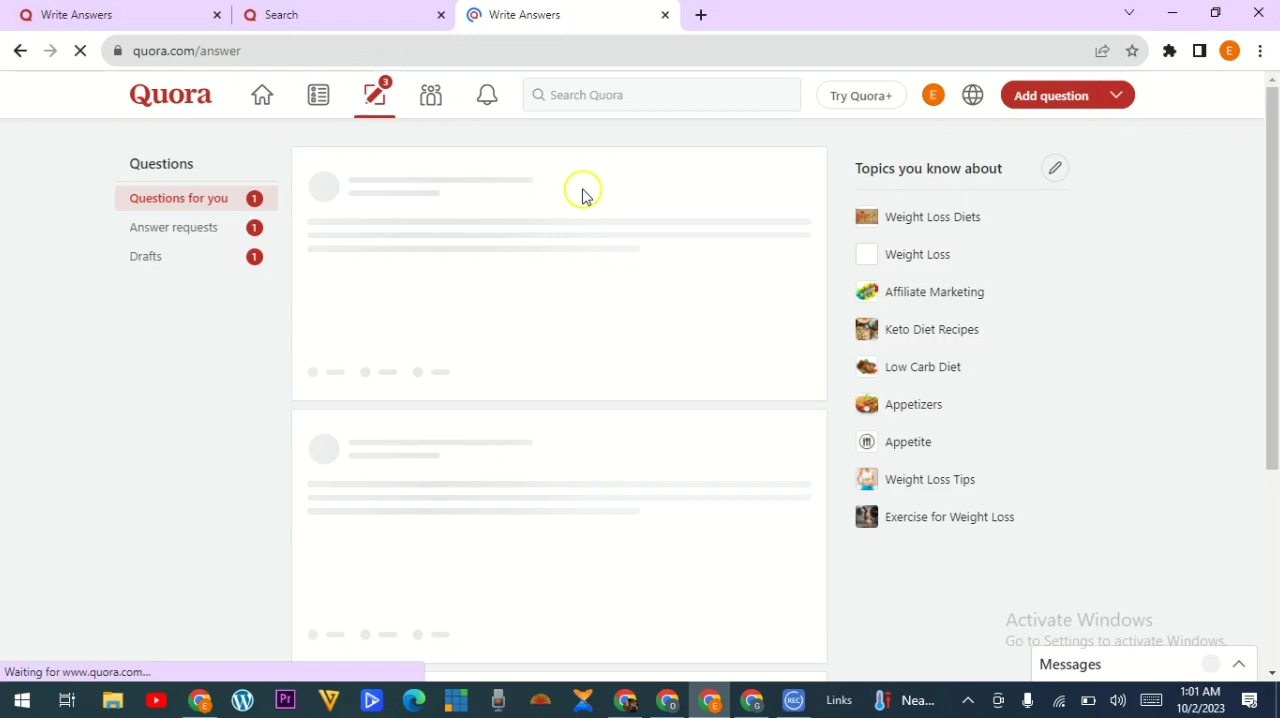 Write Answers
Search
Write Answers
quora.com/answer
E
Quora
3
Search Quora
Try Quora+
E
Add question
Questions
Questions for you 1
Answer requests 1
Drafts 1
Topics you know about
Weight Loss Diets
Weight Loss
Affiliate Marketing
Keto Diet Recipes
Low Carb Diet
Appetizers
Appetite
Weight Loss Tips
Exercise for Weight Loss
Activate Windows
Go to Settings to activate Windows.
Messages
Waiting for www.quora.com...
E
Pr
O
E
G
REC
Links
Nea...
1:01 AM
10/2/2023